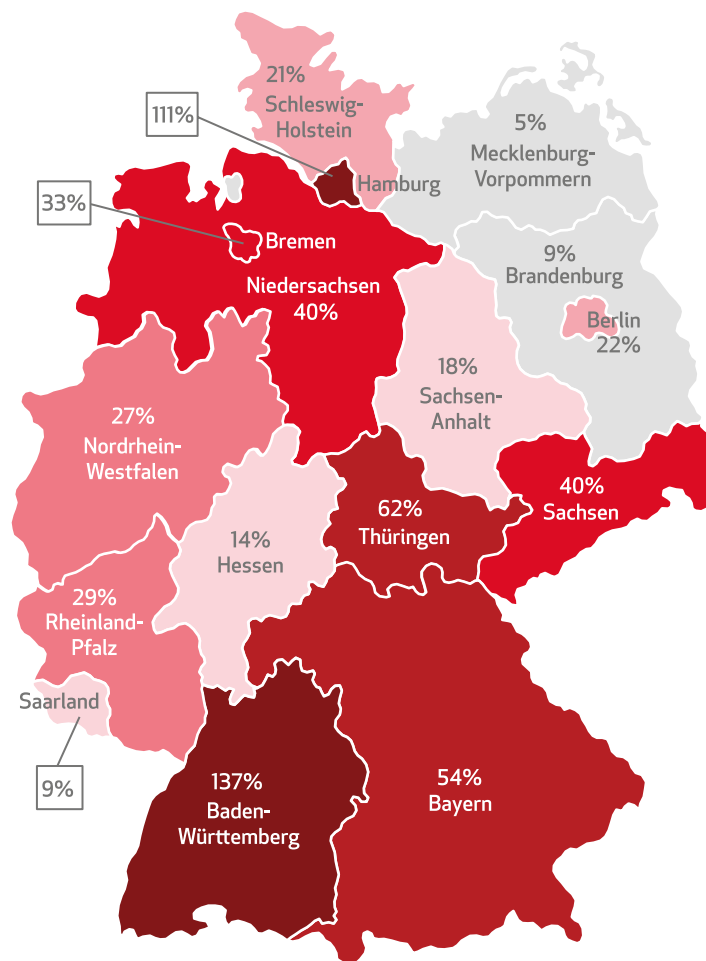 21%
Schleswig-
Holstein
111%
5%
Mecklenburg-
Vorpommern
Hamburg
33%
Bremen
9%
Brandenburg
Niedersachsen
40%
Berlin
22%
18%
Sachsen-
Anhalt
27%
Nordrhein-
Westfalen
40%
Sachsen
62%
Thüringen
14%
Hessen
29%
Rheinland-
Pfalz
Saarland
9%
137%
Baden-
Württemberg
54%
Bayern